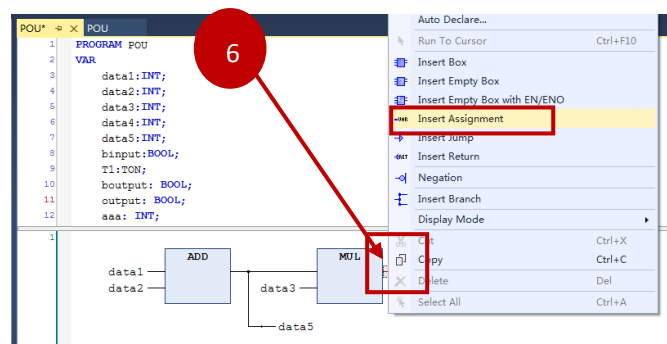 POU* POU
1 PROGRAM POU
2 VAR
3 data1:INT;
4 data2:INT;
5 data3:INT;
6 data4:INT;
7 data5:INT;
8 binput:BOOL;
9 T1:TON;
10 boutput: BOOL;
11 output: BOOL;
12 aaa: INT;
6
Auto Declare...
Run To Cursor Ctrl+F10
Insert Box
Insert Empty Box
Insert Empty Box with EN/ENO
Insert Assignment
Insert Jump
Insert Return
Negation
Insert Branch
Display Mode
Cut Ctrl+X
Copy Ctrl+C
Delete Del
Select All Ctrl+A
1
ADD MUL
data1
data2 data3
data5